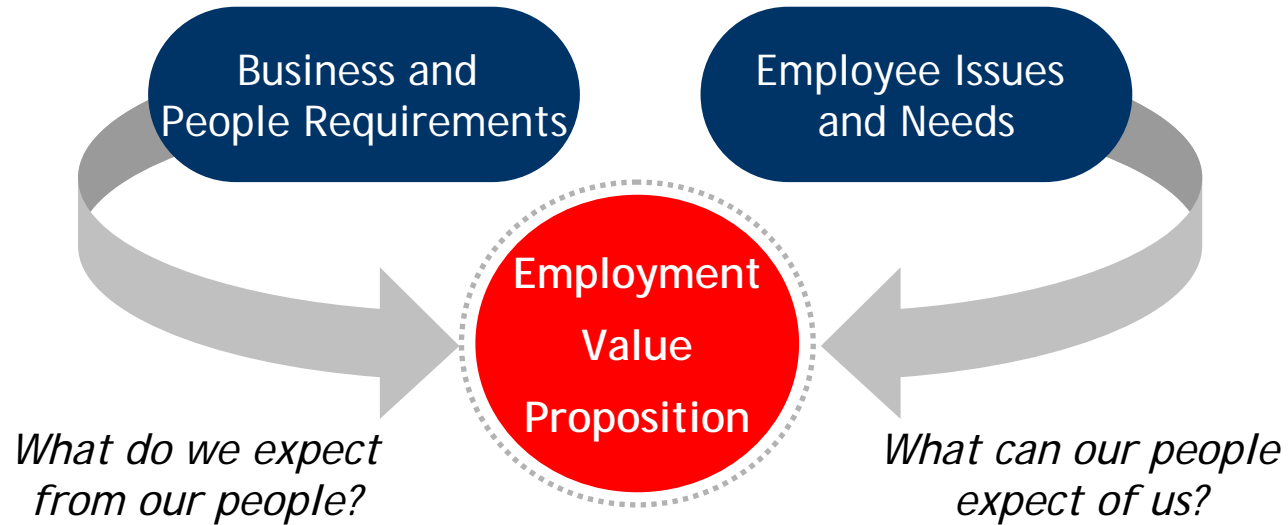 Business and
People Requirements
Employee Issues
and Needs
Employment
Value
Proposition
What do we expect
from our people?
What can our people
expect of us?